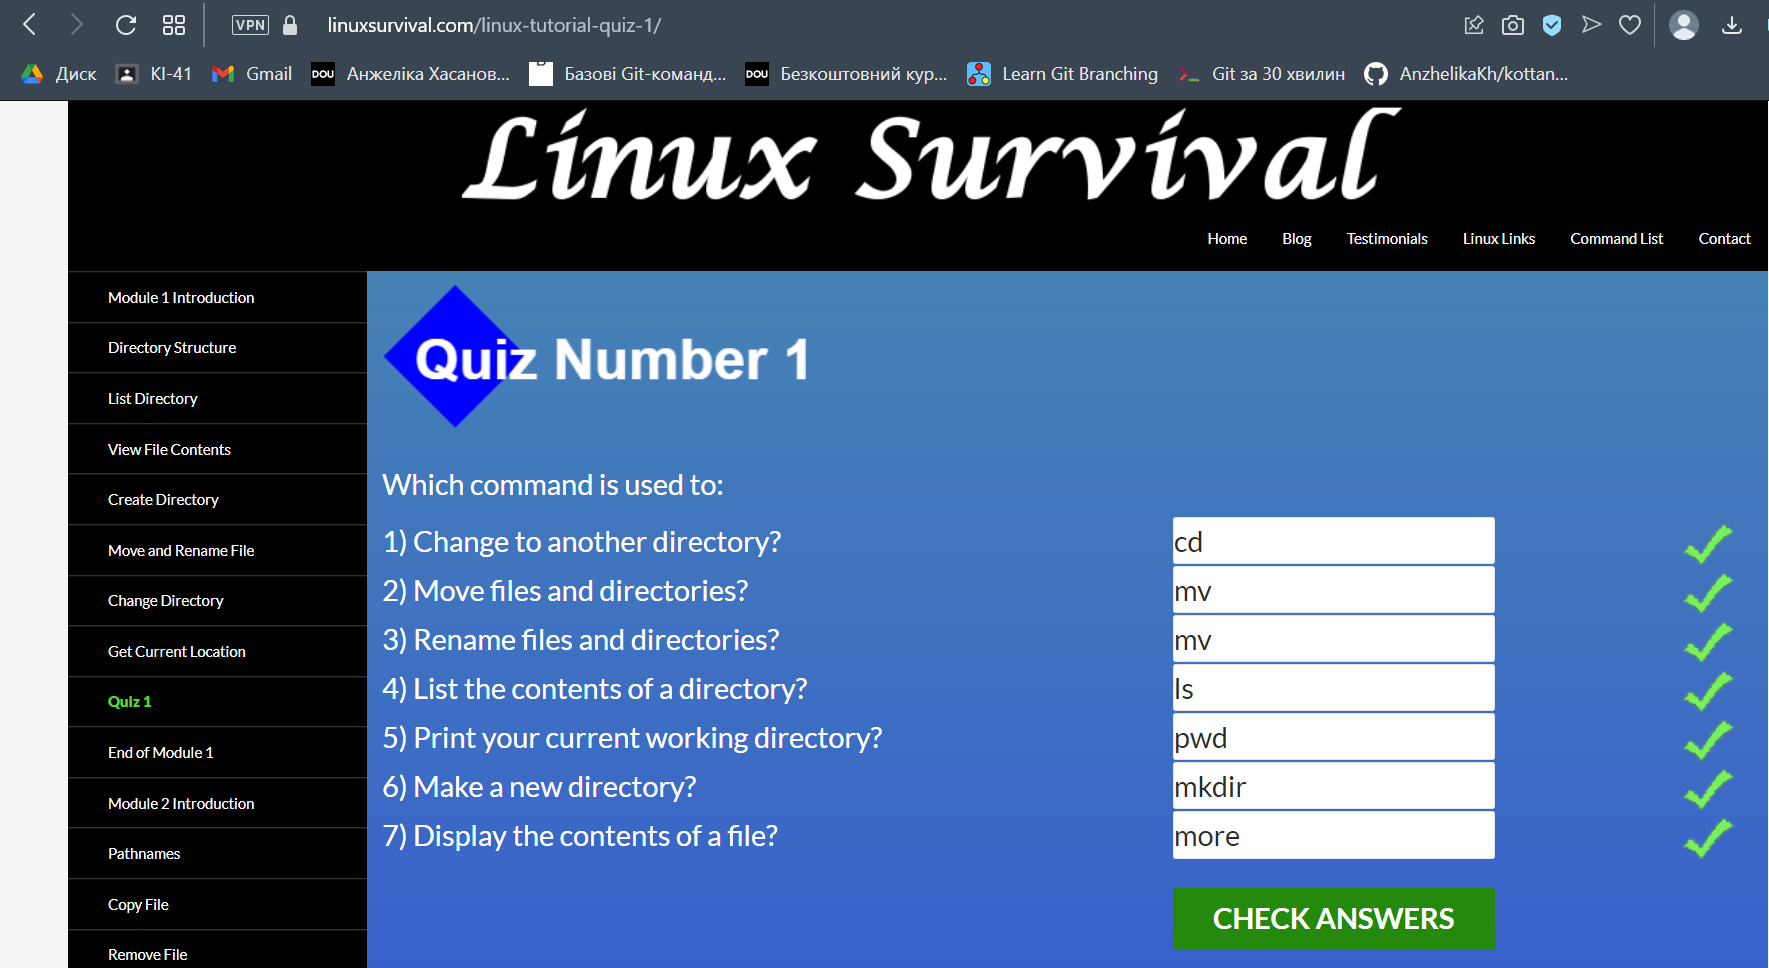 VPN linuxsurvival.com/linux-tutorial-quiz-1/
Диск КІ-41 Gmail DOU Анжеліка Хасанов... Базові Git-команд... DOU Безкоштовний кур... Learn Git Branching Git за 30 хвилин AnzhelikaKh/kottan...
Linux Survival
Home Blog Testimonials Linux Links Command List Contact
Module 1 Introduction
Directory Structure
List Directory
View File Contents
Create Directory
Move and Rename File
Change Directory
Get Current Location
Quiz 1
End of Module 1
Module 2 Introduction
Pathnames
Copy File
Remove File
Quiz Number 1
Which command is used to:
1) Change to another directory? cd
2) Move files and directories? mv
3) Rename files and directories? mv
4) List the contents of a directory? ls
5) Print your current working directory? pwd
6) Make a new directory? mkdir
7) Display the contents of a file? more
CHECK ANSWERS